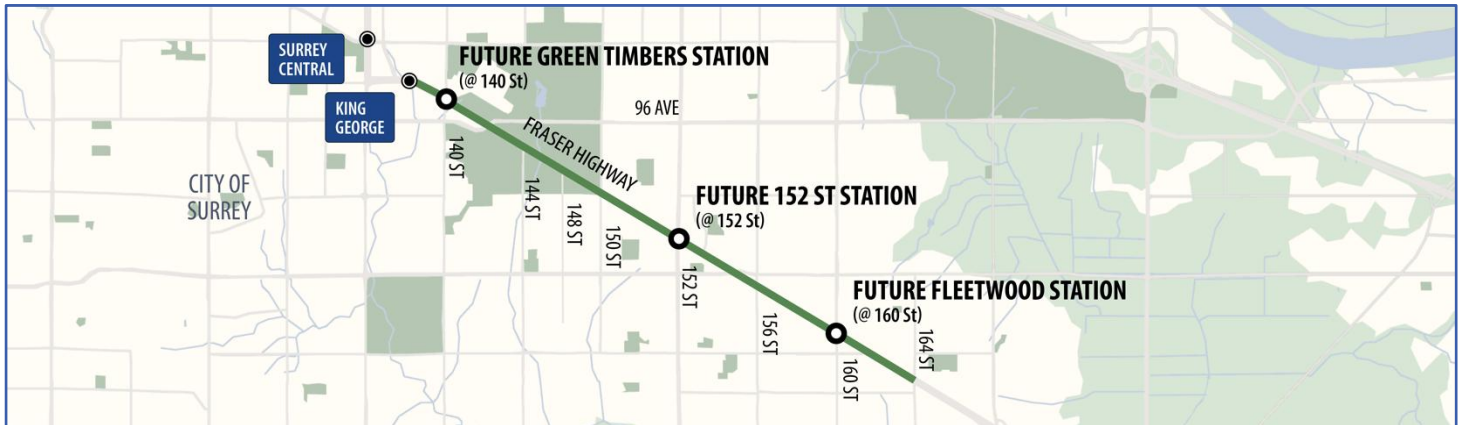 SURREY
CENTRAL
KING
GEORGE
FUTURE GREEN TIMBERS STATION
(@ 140 St)
96 AVE
FRASER HIGHWAY
140 ST
CITY OF
SURREY
144 ST
148 ST
150 ST
FUTURE 152 ST STATION
(@ 152 St)
152 ST
FUTURE FLEETWOOD STATION
(@ 160 St)
156 ST
160 ST
164 ST